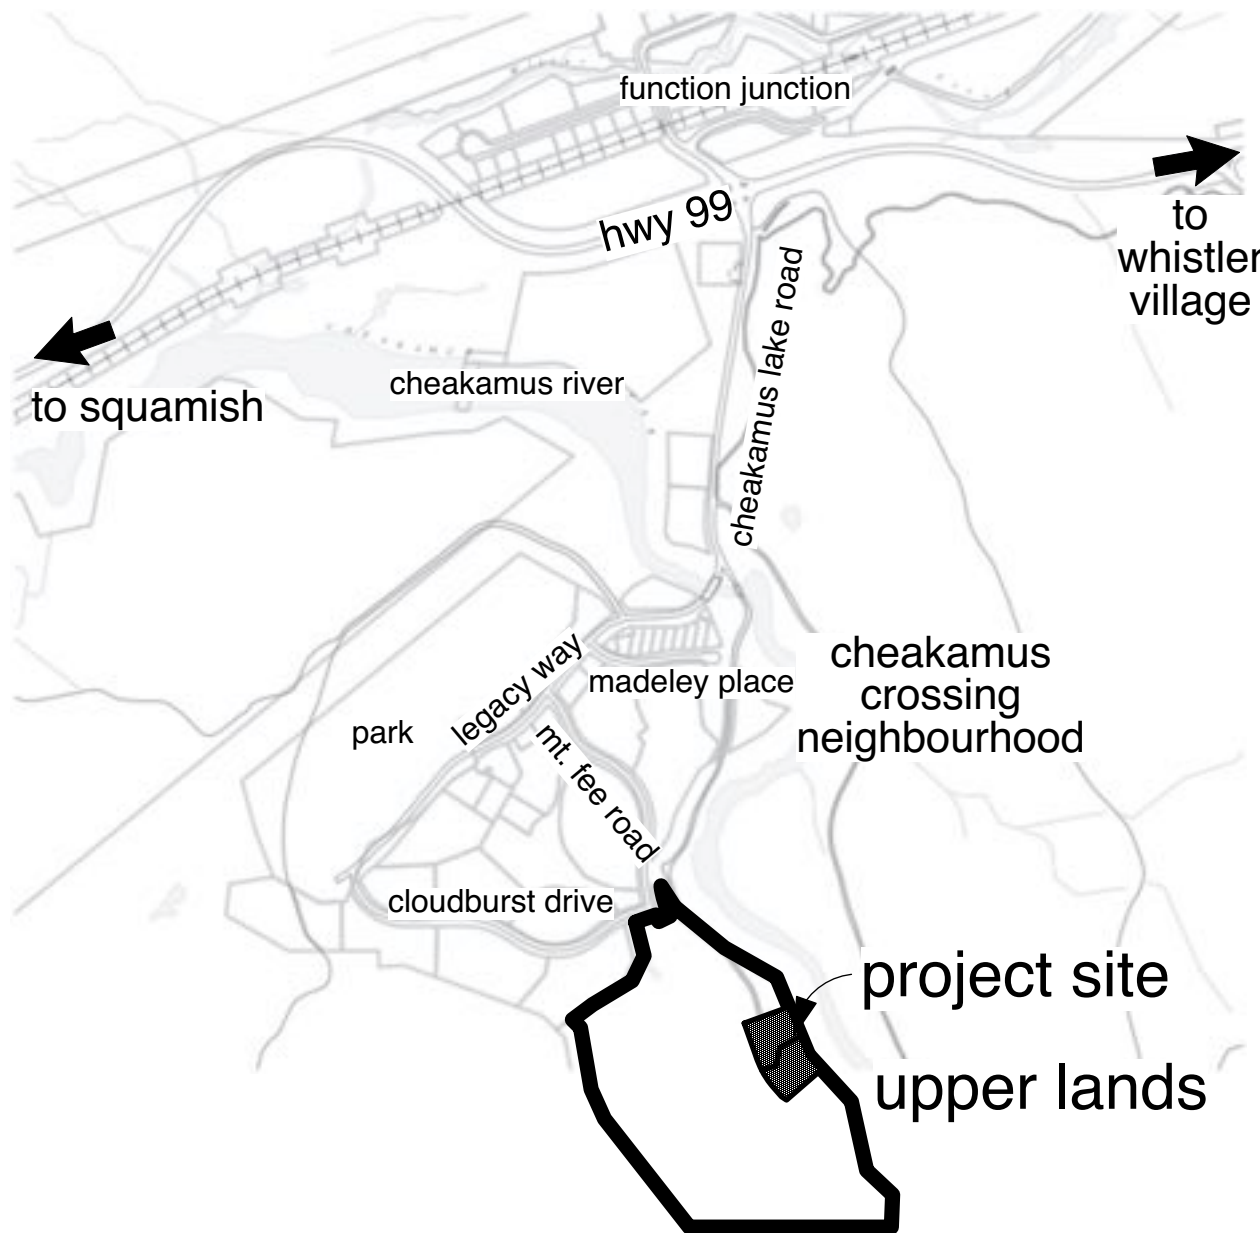 function junction
hwy 99
to
whistler
village
cheakamus lake road
cheakamus river
to squamish
cheakamus
crossing
neighbourhood
legacy way
madeley place
park
mt. fee road
cloudburst drive
project site
upper lands